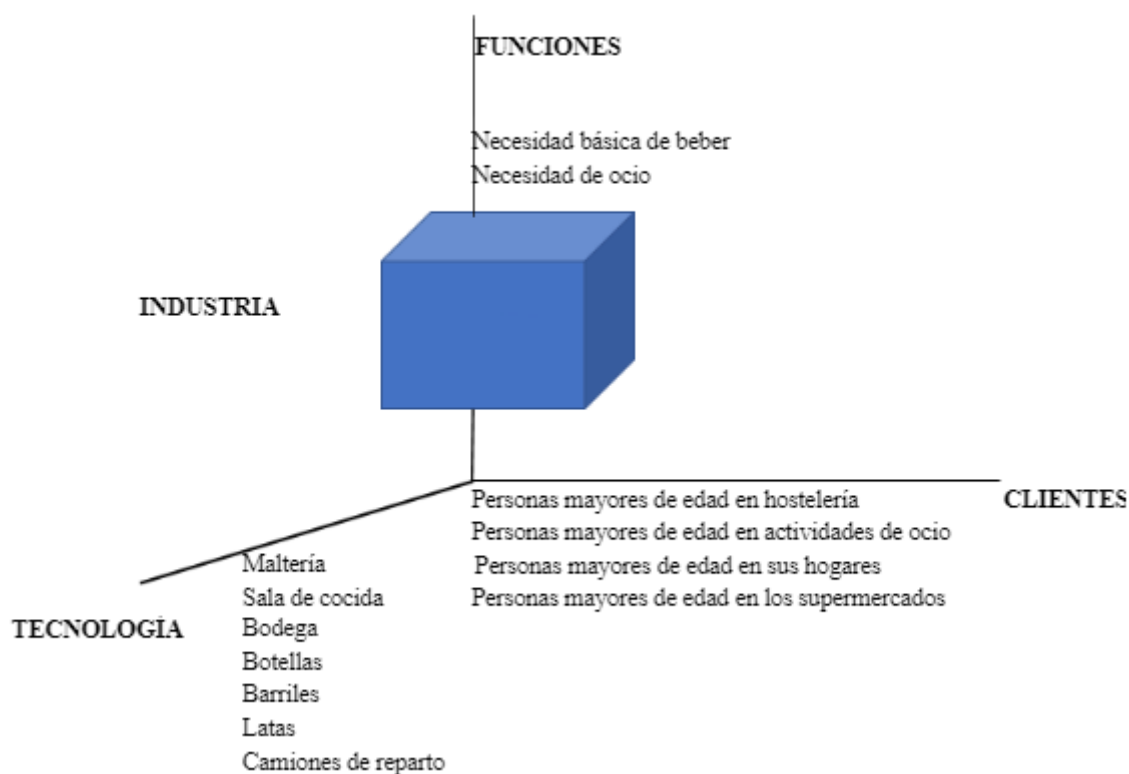 FUNCIONES
Necesidad básica de beber
Necesidad de ocio
INDUSTRIA
Personas mayores de edad en hostelería
CLIENTES
Personas mayores de edad en actividades de ocio
Personas mayores de edad en sus hogares
Personas mayores de edad en los supermercados
Maltería
Sala de cocida
TECNOLOGÍA
Bodega
Botellas
Barriles
Latas
Camiones de reparto